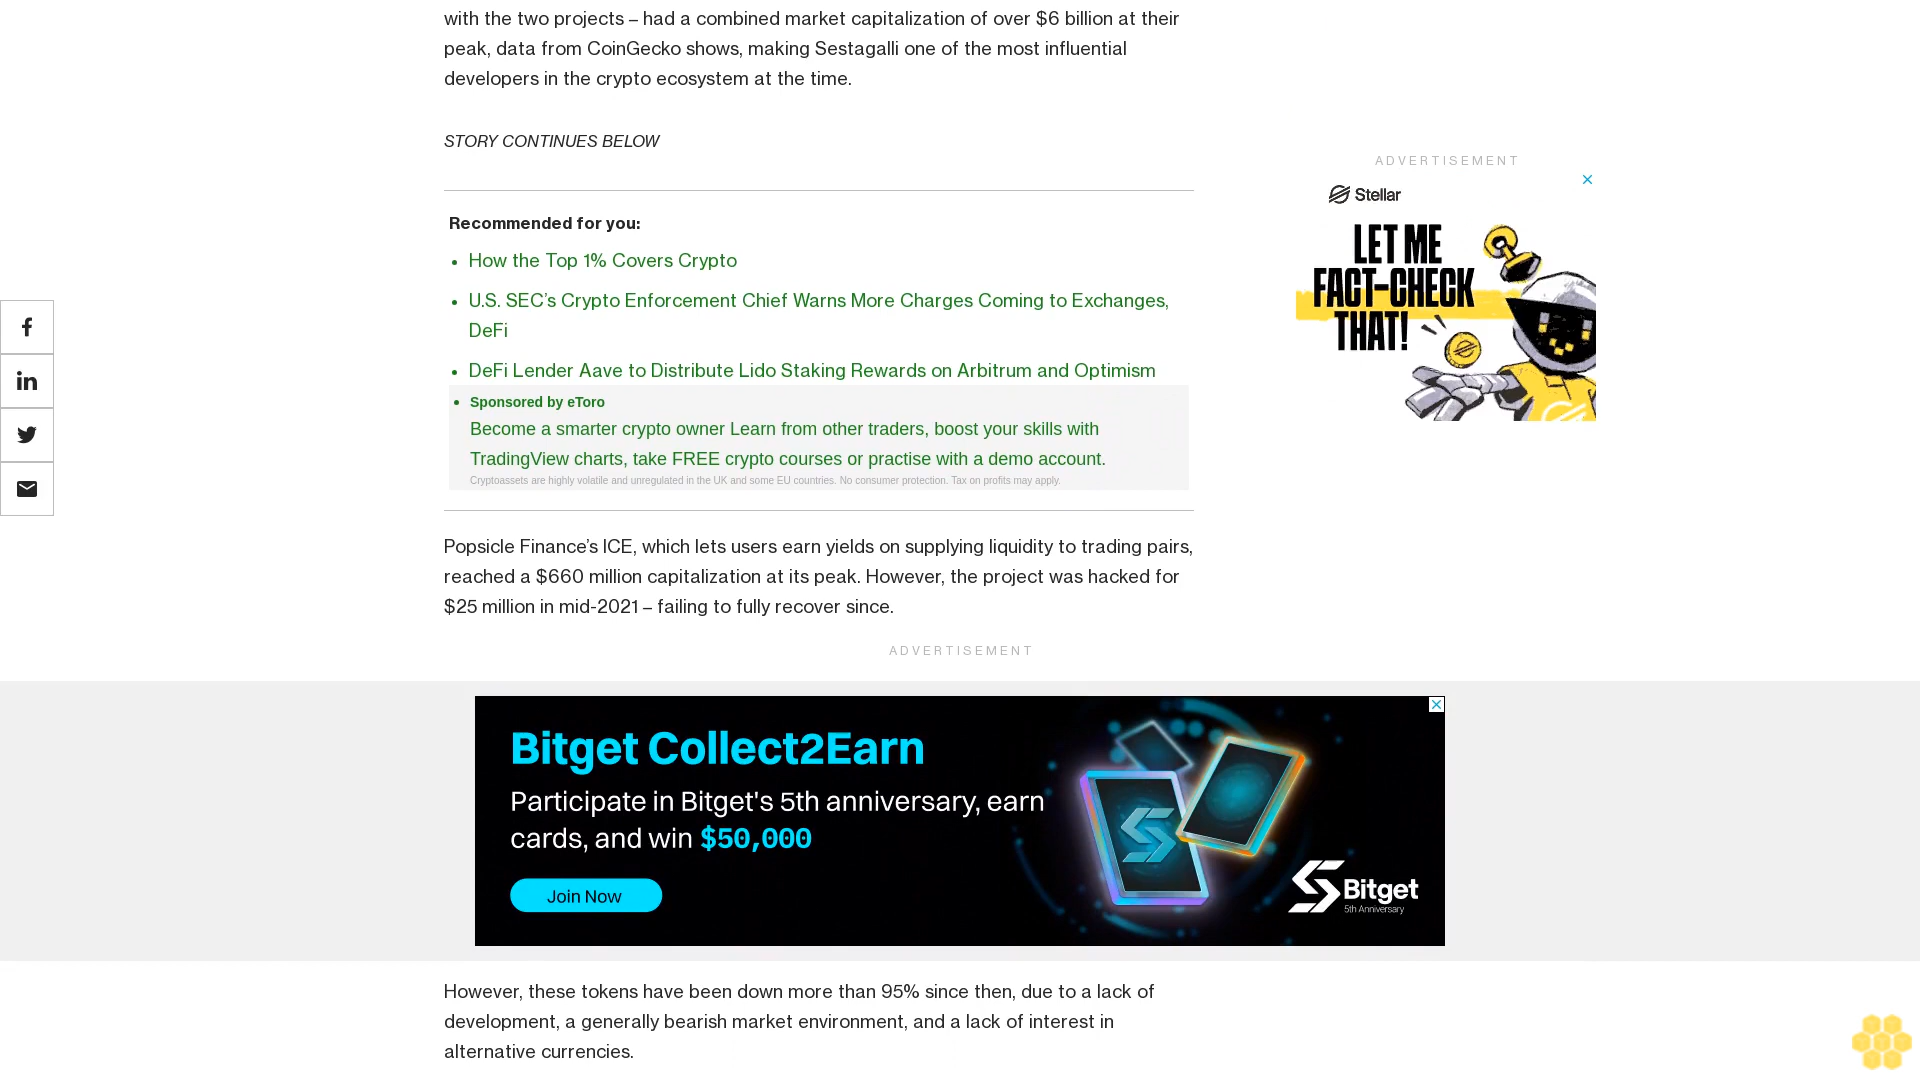 with the two projects – had a combined market capitalization of over $6 billion at their
peak, data from CoinGecko shows, making Sestagalli one of the most influential
developers in the crypto ecosystem at the time.
STORY CONTINUES BELOW
Recommended for you:
• How the Top 1% Covers Crypto
• U.S. SEC’s Crypto Enforcement Chief Warns More Charges Coming to Exchanges,
DeFi
• DeFi Lender Aave to Distribute Lido Staking Rewards on Arbitrum and Optimism
• Sponsored by eToro
Become a smarter crypto owner Learn from other traders, boost your skills with
TradingView charts, take FREE crypto courses or practise with a demo account.
Cryptoassets are highly volatile and unregulated in the UK and some EU countries. No consumer protection. Tax on profits may apply.
Popsicle Finance’s ICE, which lets users earn yields on supplying liquidity to trading pairs,
reached a $660 million capitalization at its peak. However, the project was hacked for
$25 million in mid-2021 – failing to fully recover since.
ADVERTISEMENT
Stellar
LET ME
FACT-CHECK
THAT!
ADVERTISEMENT
Bitget Collect2Earn
Participate in Bitget's 5th anniversary, earn
cards, and win $50,000
Join Now
Bitget
5th Anniversary
However, these tokens have been down more than 95% since then, due to a lack of
development, a generally bearish market environment, and a lack of interest in
alternative currencies.